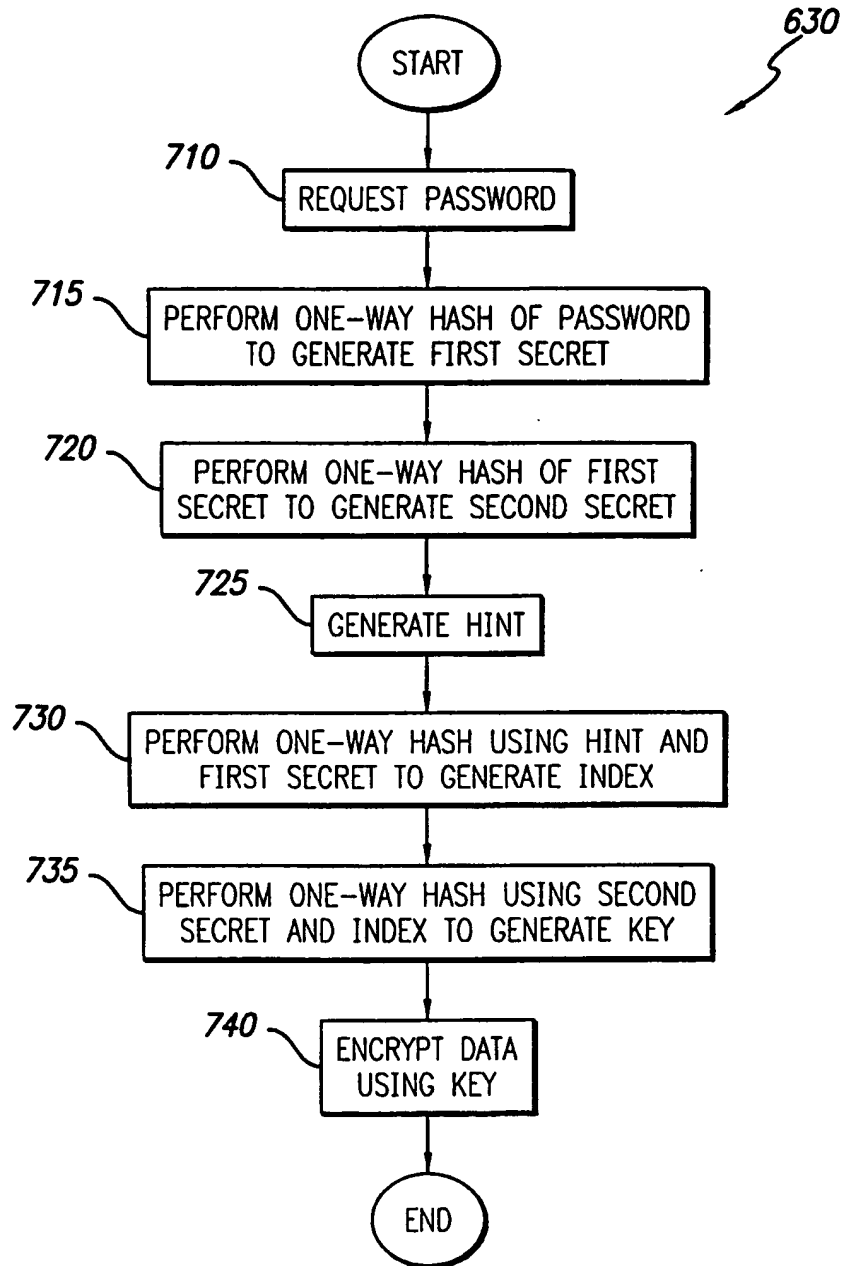 630
START
710
REQUEST PASSWORD
715
PERFORM ONE-WAY HASH OF PASSWORD
TO GENERATE FIRST SECRET
720
PERFORM ONE-WAY HASH OF FIRST
SECRET TO GENERATE SECOND SECRET
725
GENERATE HINT
730
PERFORM ONE-WAY HASH USING HINT AND
FIRST SECRET TO GENERATE INDEX
735
PERFORM ONE-WAY HASH USING SECOND
SECRET AND INDEX TO GENERATE KEY
740
ENCRYPT DATA
USING KEY
END